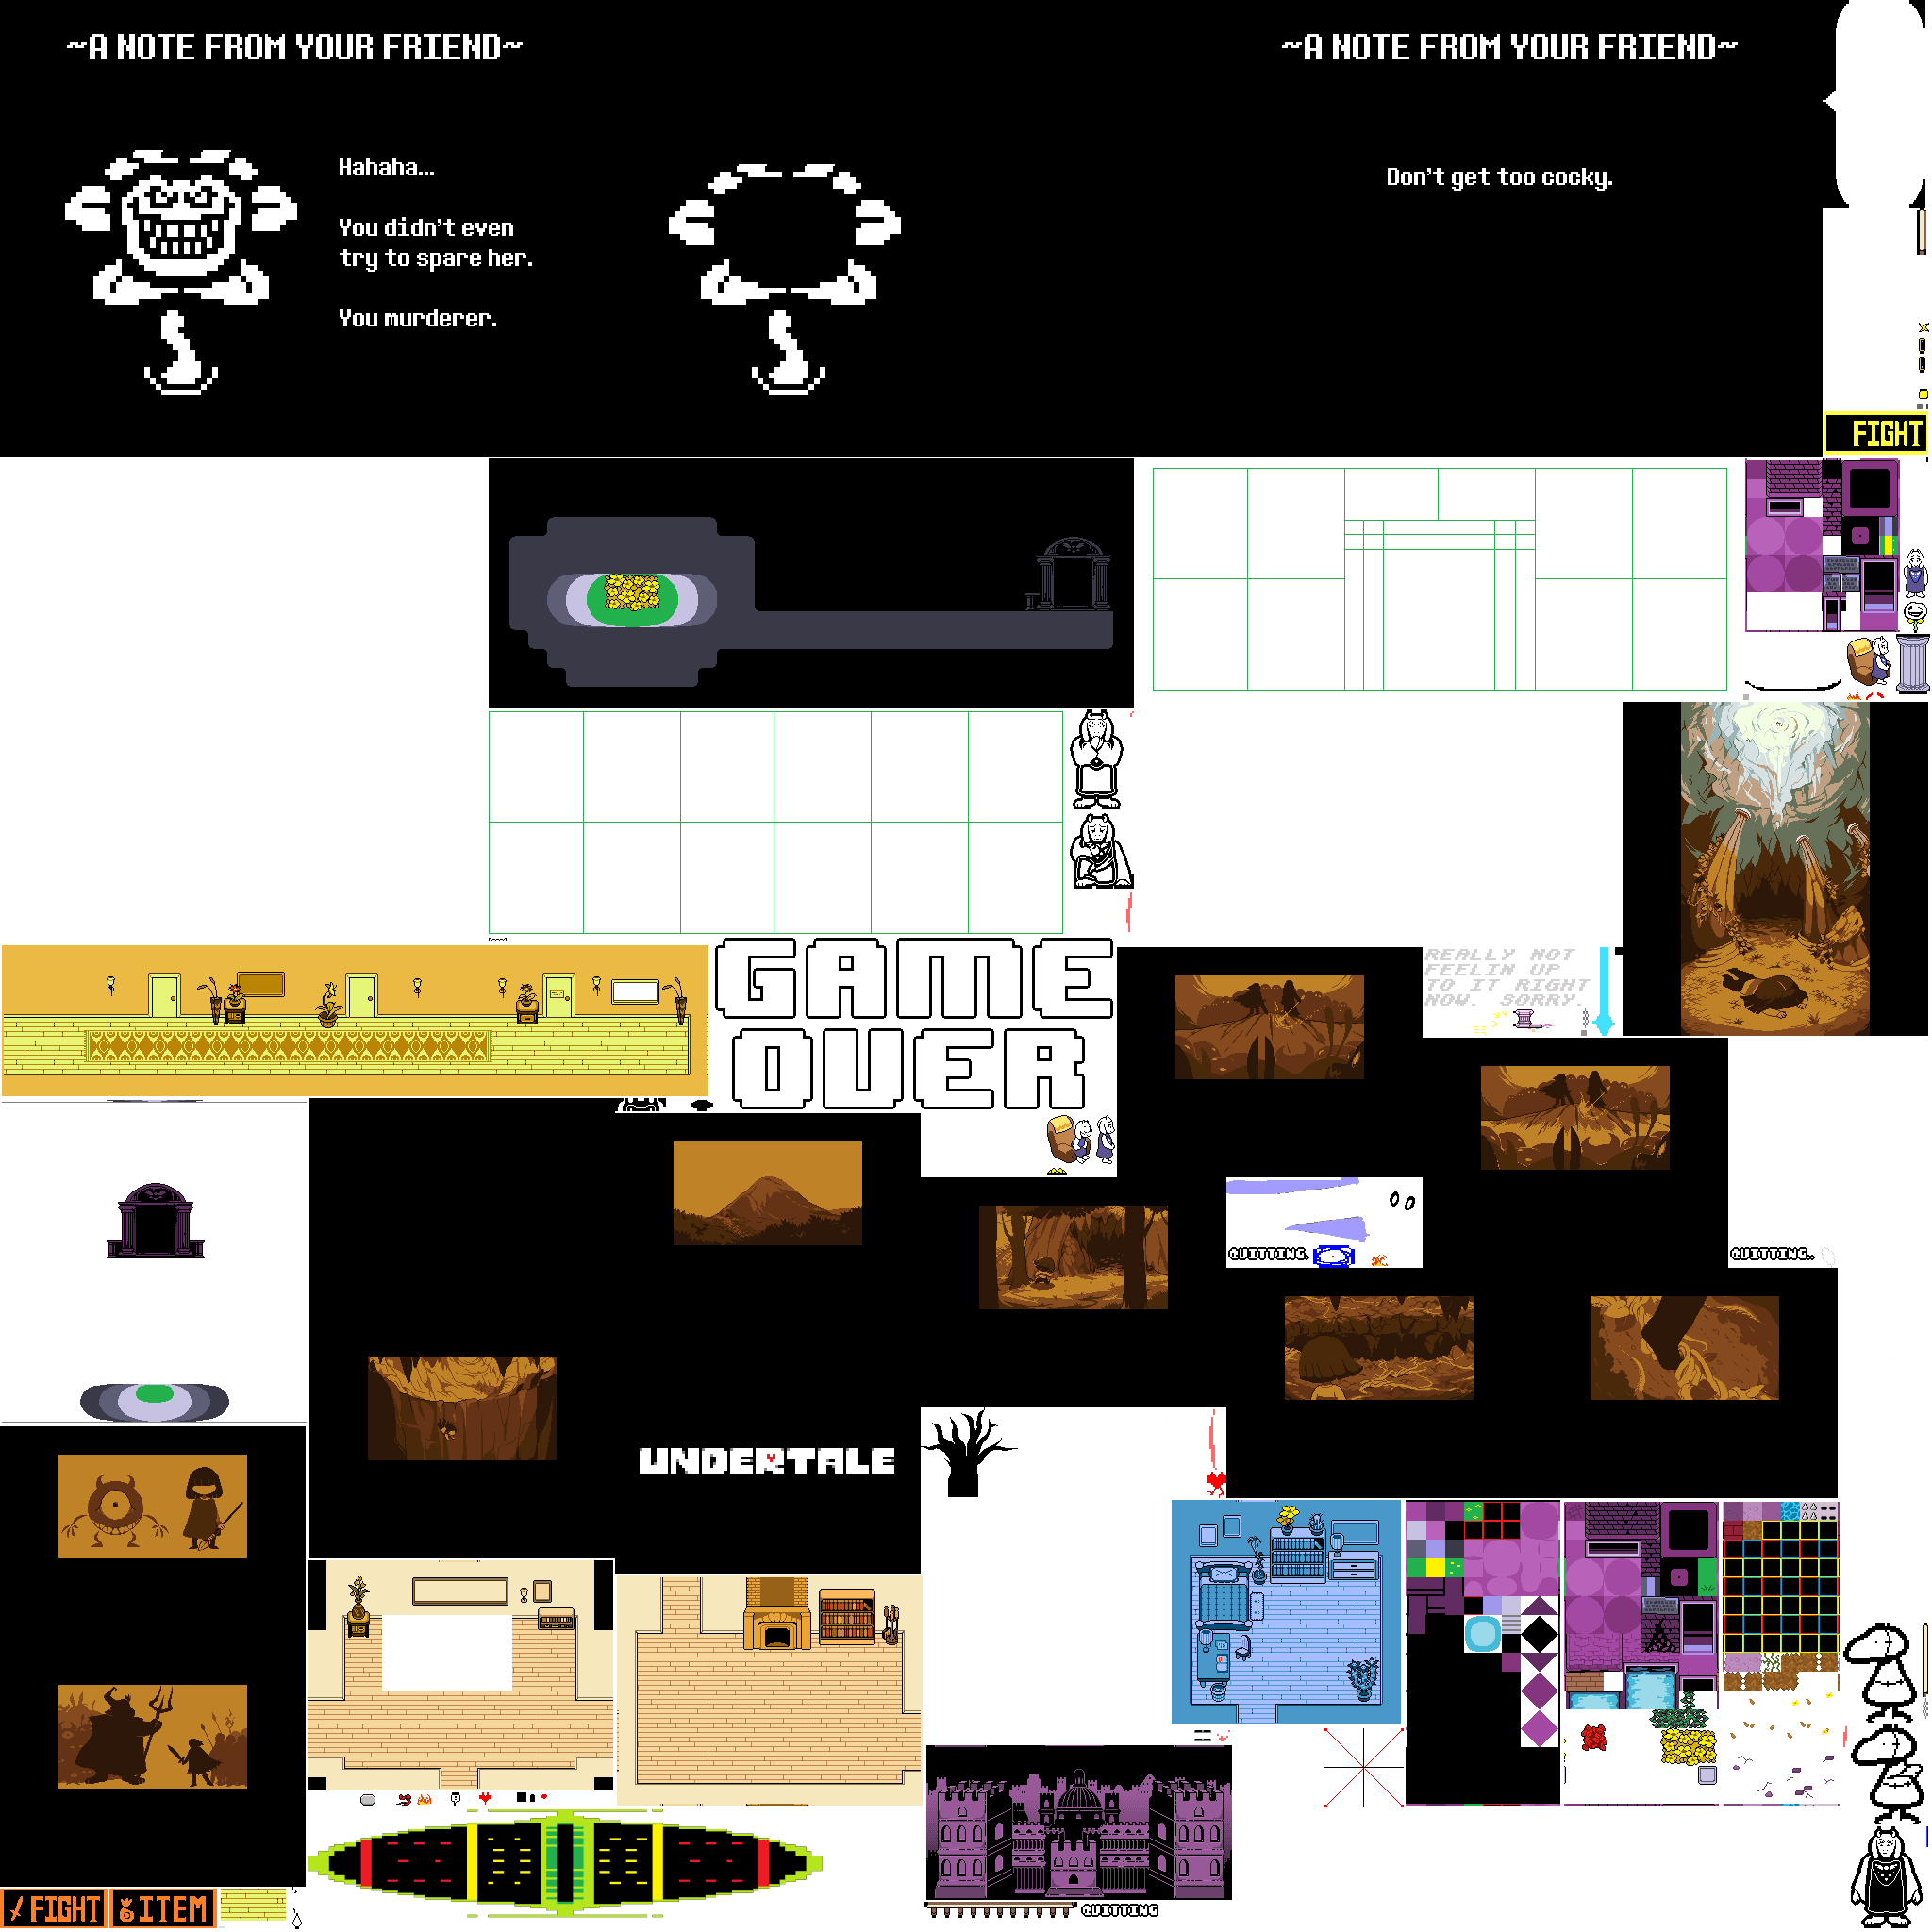 ~A NOTE FROM YOUR FRIEND~
~A NOTE FROM YOUR FRIEND~
Hahaha...
You didn't even
try to spare her.
You murderer.
Don't get too cocky.
FIGHT
GAME
OVER
REALLY NOT
FEELIN UP
TO IT RIGHT
NOW. SORRY.
QUITTING.
QUITTING..
UNDERTALE
FIGHT
ITEM
QUITTING